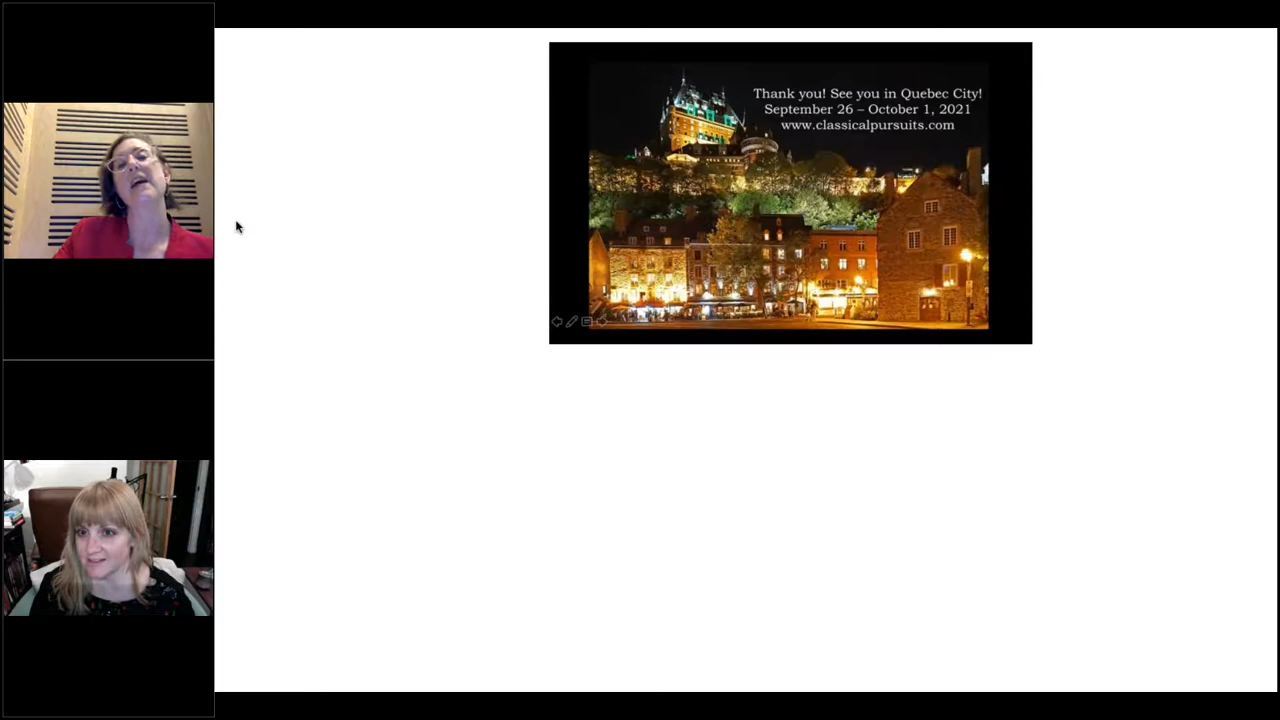 Thank you! See you in Quebec City!
September 26 – October 1, 2021
www.classicalpursuits.com